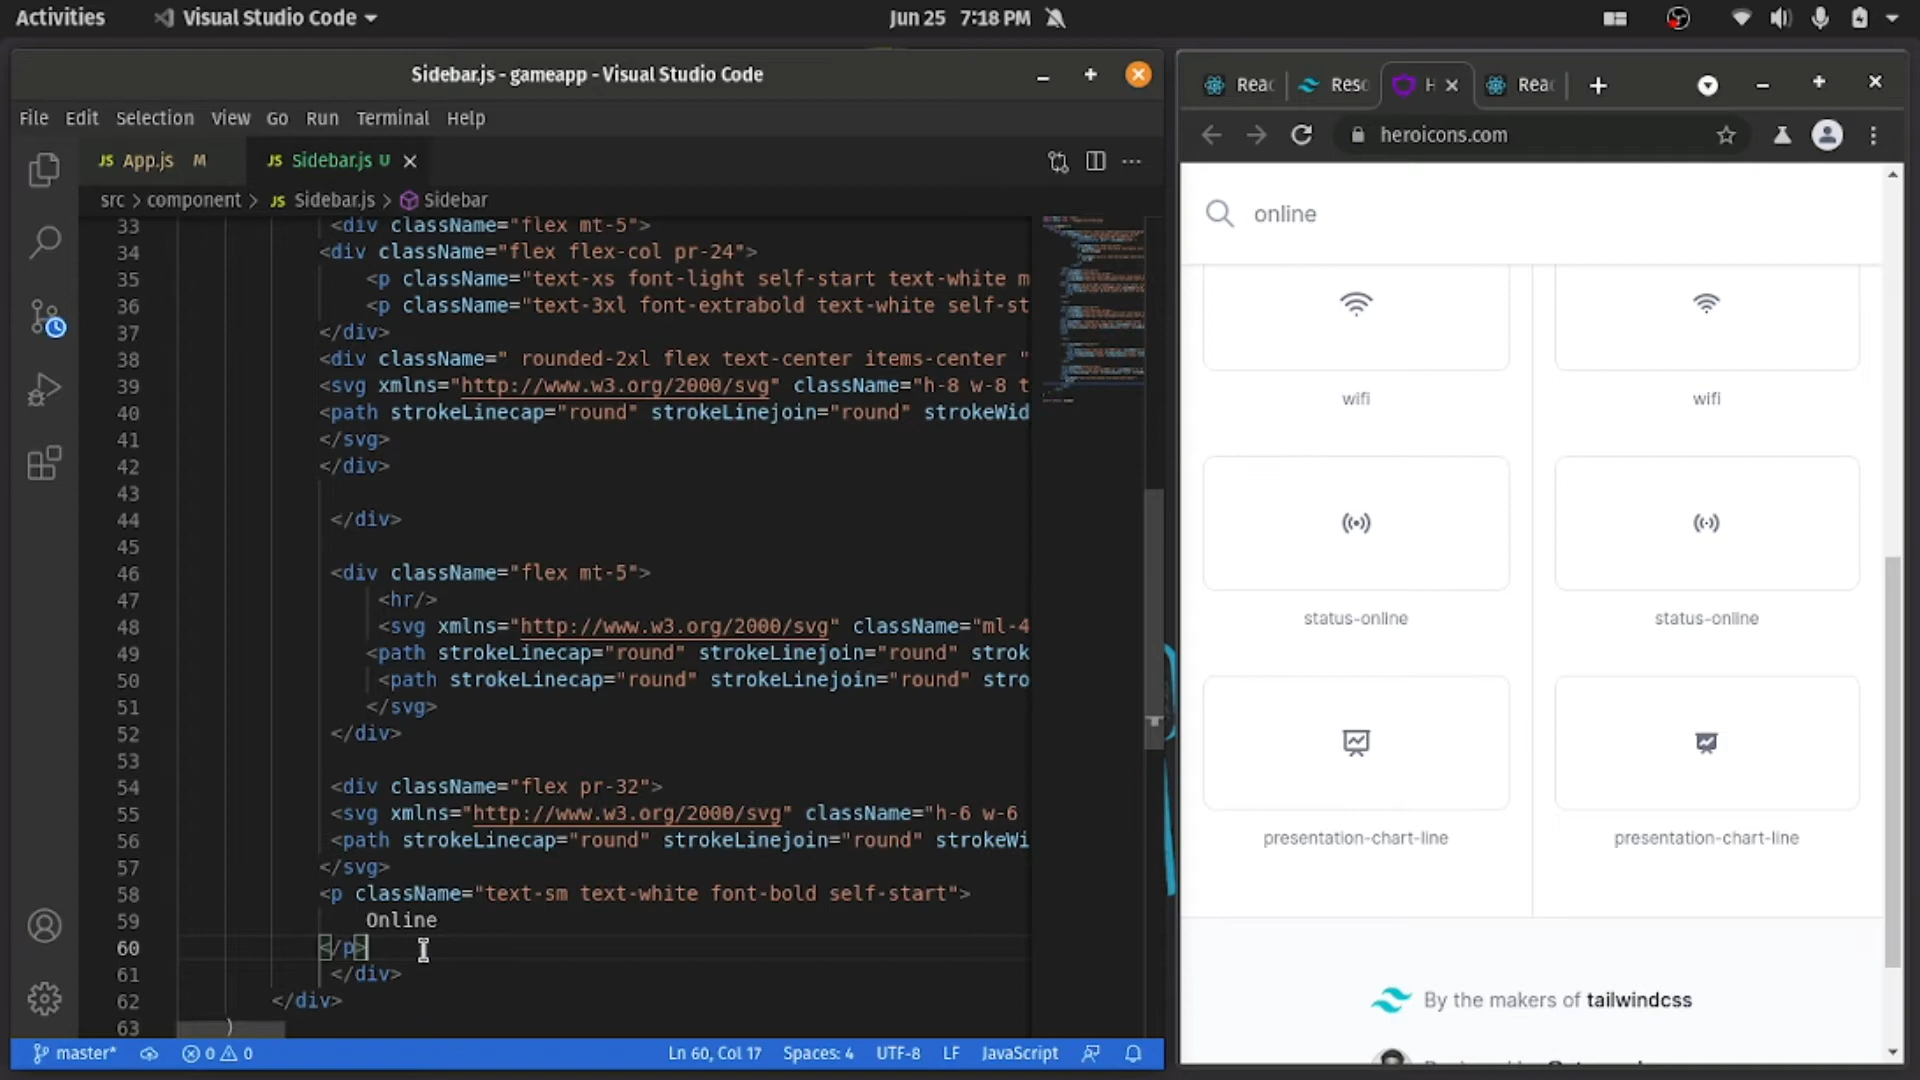 Activities
Visual Studio Code
Jun 25 7:18 PM
Sidebar.js - gameapp - Visual Studio Code
File Edit Selection View Go Run Terminal Help
JS App.js M
JS Sidebar.js U
src > component > JS Sidebar.js > Sidebar
33 <div className="flex mt-5">
34 <div className="flex flex-col pr-24">
35 <p className="text-xs font-light self-start text-white m
36 <p className="text-3xl font-extrabold text-white self-st
37 </div>
38 <div className=" rounded-2xl flex text-center items-center "
39 <svg xmlns="http://www.w3.org/2000/svg" className="h-8 w-8 t
40 <path strokeLinecap="round" strokeLinejoin="round" strokeWid
41 </svg>
42 </div>
43
44 </div>
45
46 <div className="flex mt-5">
47 <hr/>
48 <svg xmlns="http://www.w3.org/2000/svg" className="ml-4
49 <path strokeLinecap="round" strokeLinejoin="round" strok
50 <path strokeLinecap="round" strokeLinejoin="round" stro
51 </svg>
52 </div>
53
54 <div className="flex pr-32">
55 <svg xmlns="http://www.w3.org/2000/svg" className="h-6 w-6
56 <path strokeLinecap="round" strokeLinejoin="round" strokeWi
57 </svg>
58 <p className="text-sm text-white font-bold self-start">
59 Online
60 </p>
61 </div>
62 </div>
63 )
master* 0 0 Ln 60, Col 17 Spaces: 4 UTF-8 LF JavaScript
Reac
Reso
H
Reac
heroicons.com
online
wifi wifi
status-online status-online
presentation-chart-line presentation-chart-line
By the makers of tailwindcss